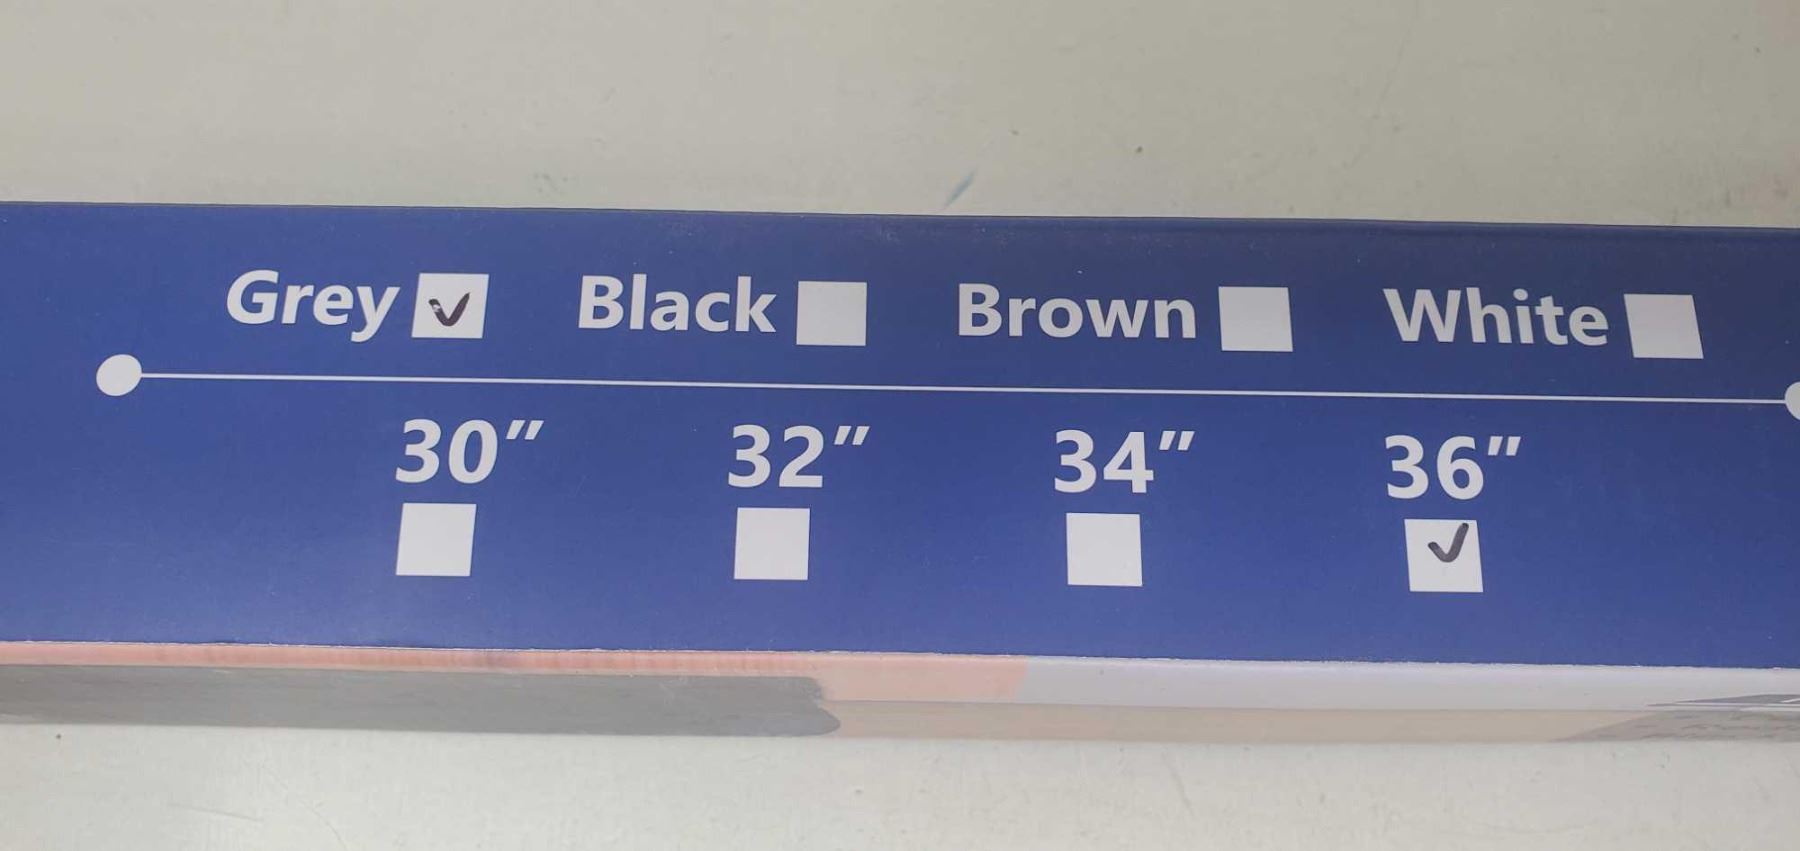 Grey Black Brown White
30" 32" 34" 36"